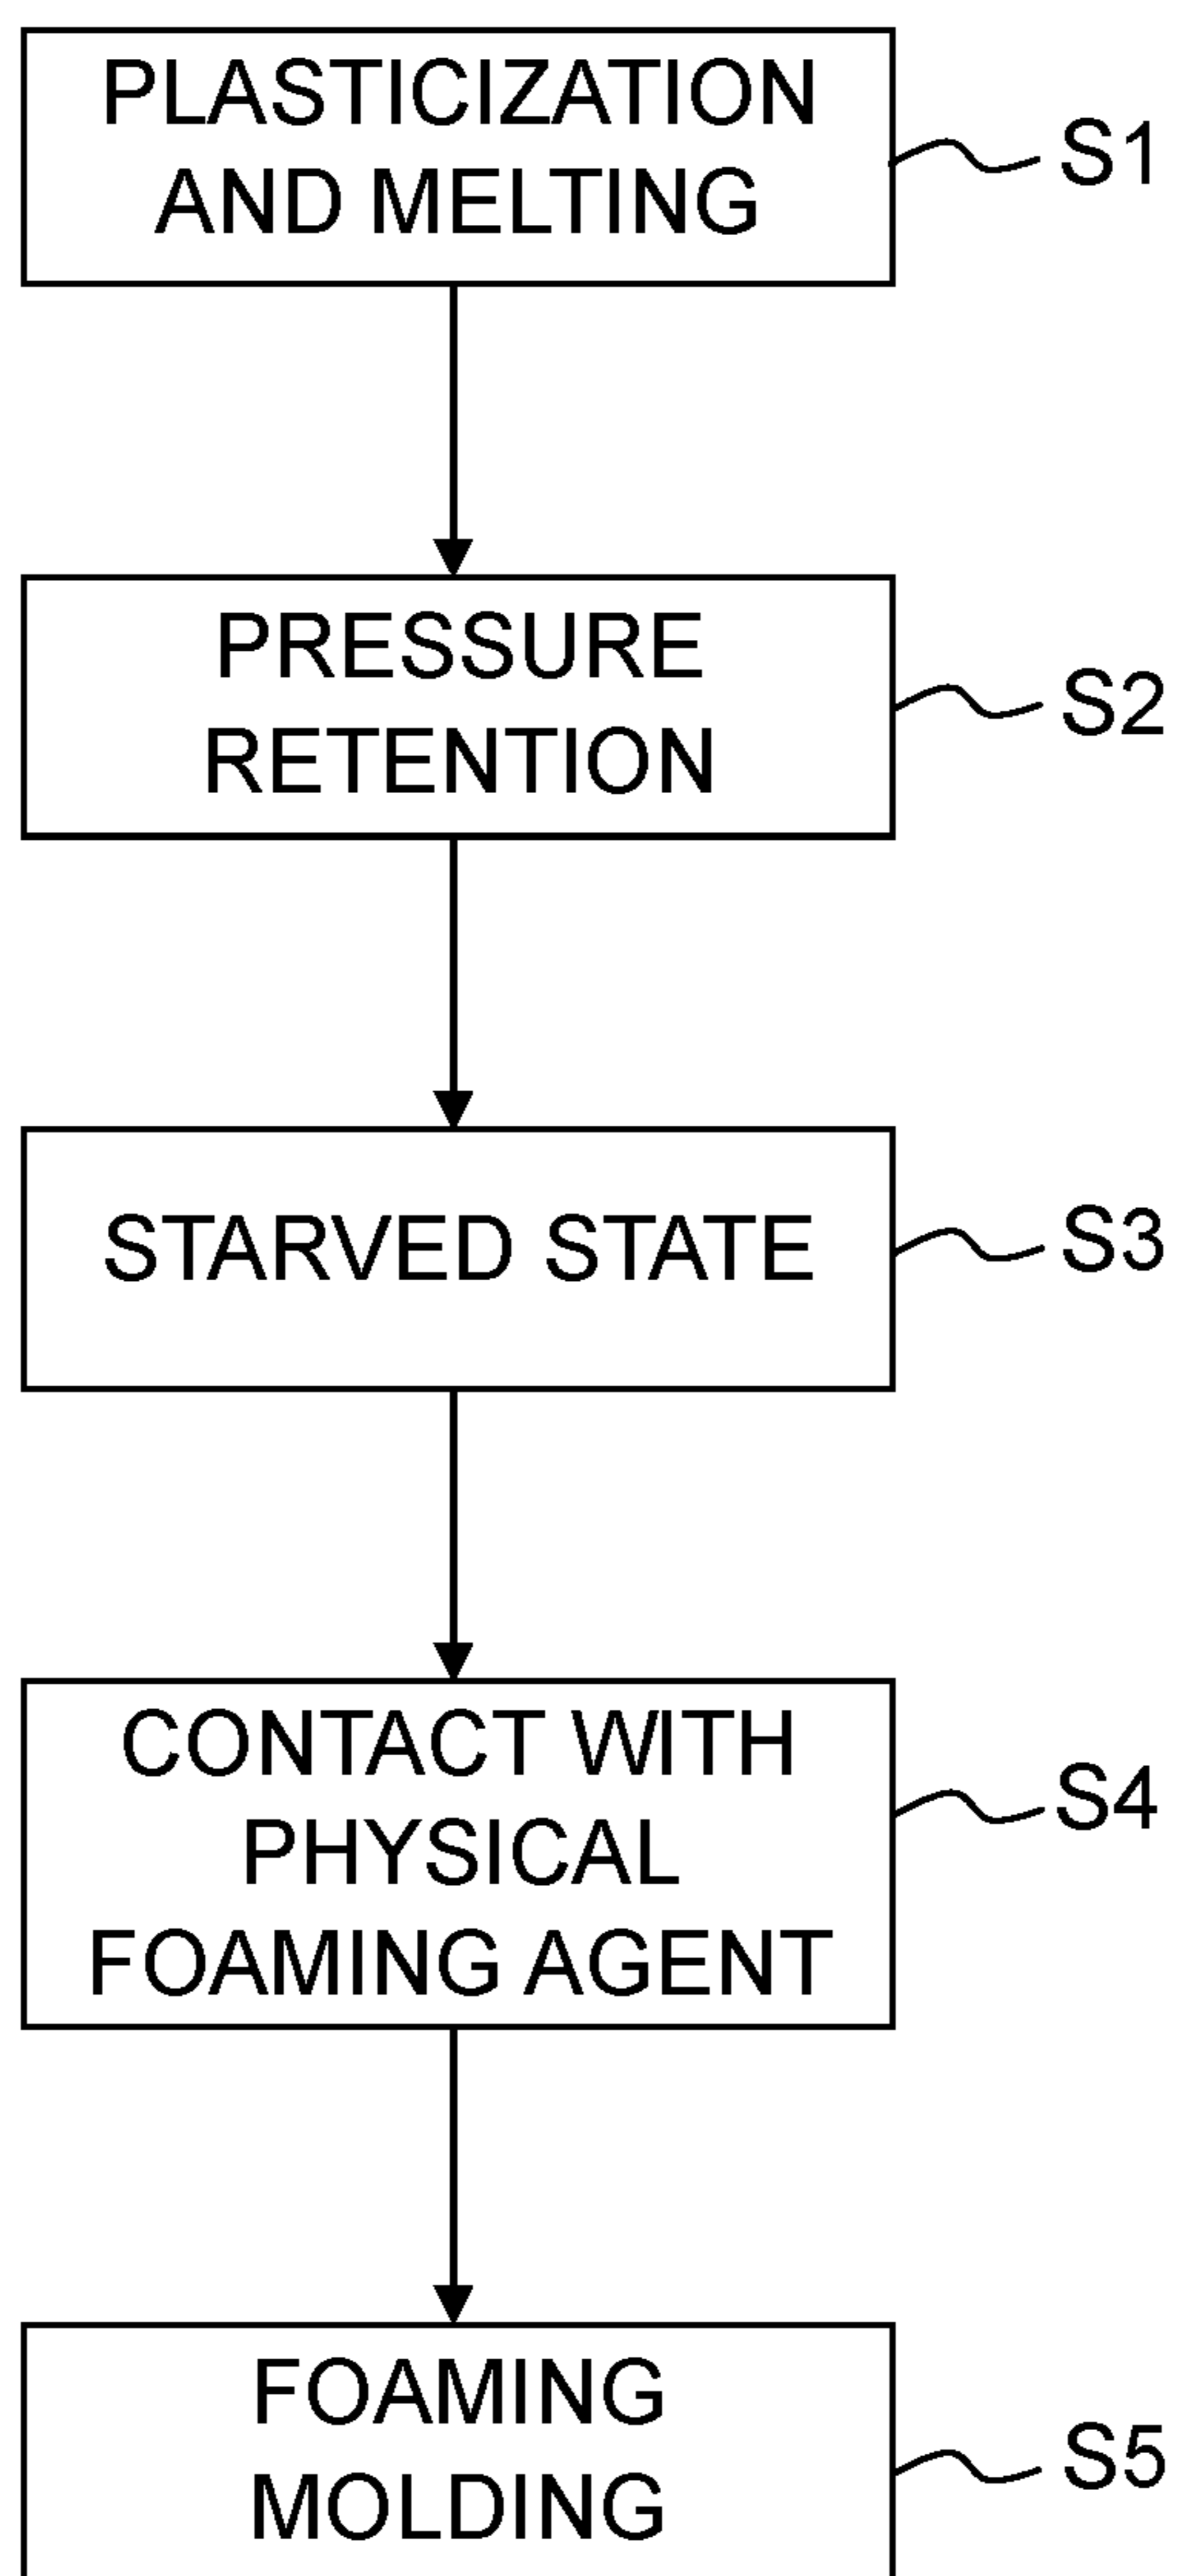 PLASTICIZATION
AND MELTING
S1
PRESSURE
RETENTION
S2
STARVED STATE
S3
CONTACT WITH
PHYSICAL
FOAMING AGENT
S4
FOAMING
MOLDING
S5